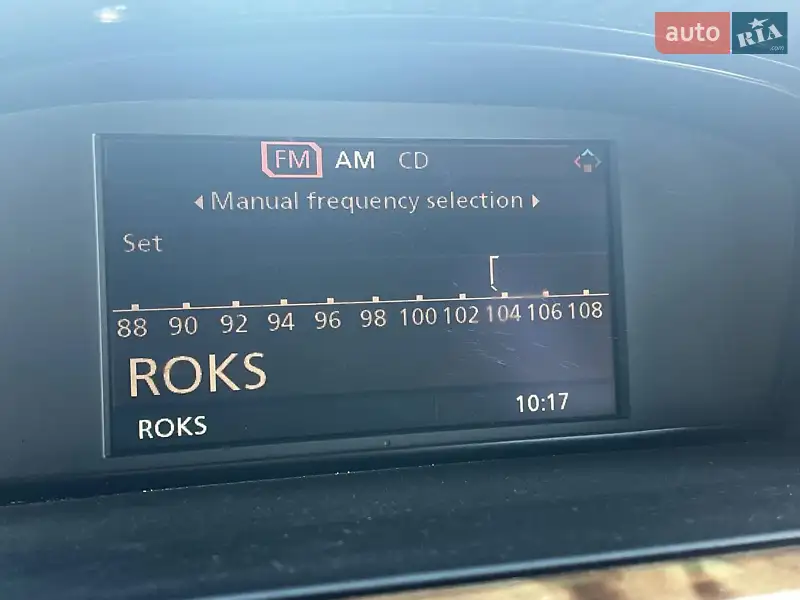 auto RIA.com
FM AM CD
Manual frequency selection
Set
88 90 92 94 96 98 100 102 104 106 108
ROKS
ROKS 10:17